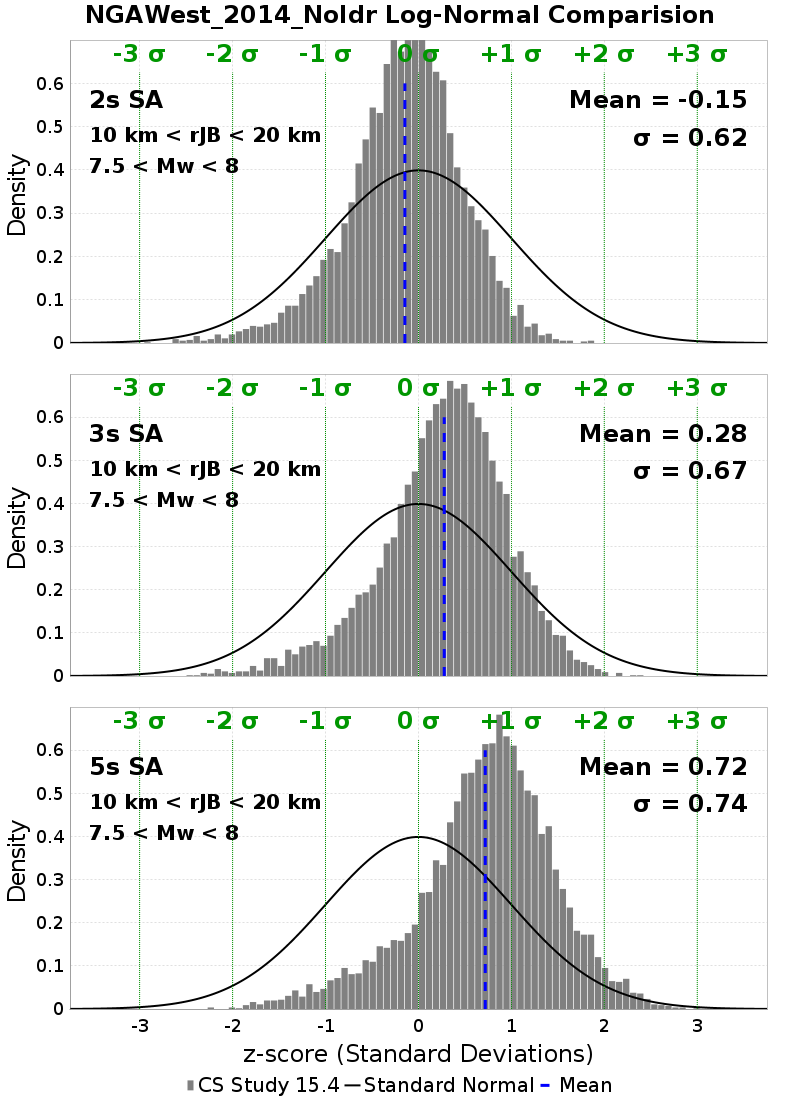 NGAWest_2014_NoIdr Log-Normal Comparision
-3 σ -2 σ -1 σ 0 σ +1 σ +2 σ +3 σ
2s SA Mean = -0.15
10 km < rJB < 20 km σ = 0.62
7.5 < Mw < 8
Density
0.6
0.5
0.4
0.3
0.2
0.1
0
-3 σ -2 σ -1 σ 0 σ +1 σ +2 σ +3 σ
3s SA Mean = 0.28
10 km < rJB < 20 km σ = 0.67
7.5 < Mw < 8
Density
0.6
0.5
0.4
0.3
0.2
0.1
0
-3 σ -2 σ -1 σ 0 σ +1 σ +2 σ +3 σ
5s SA Mean = 0.72
10 km < rJB < 20 km σ = 0.74
7.5 < Mw < 8
Density
0.6
0.5
0.4
0.3
0.2
0.1
0
-3 -2 -1 0 1 2 3
z-score (Standard Deviations)
CS Study 15.4 Standard Normal Mean